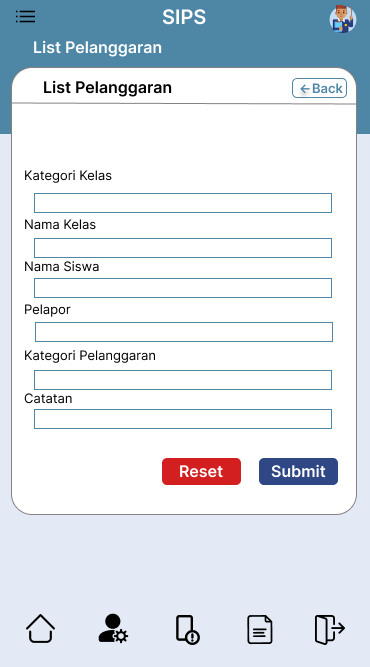 SIPS
List Pelanggaran
List Pelanggaran
←Back
Kategori Kelas
Nama Kelas
Nama Siswa
Pelapor
Kategori Pelanggaran
Catatan
Reset Submit